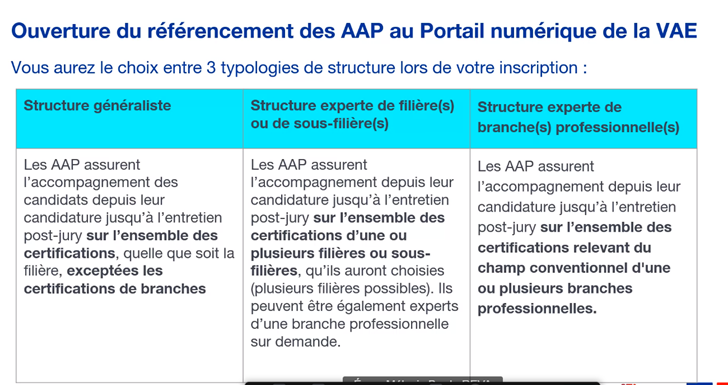 Ouverture du référencement des AAP au Portail numérique de la VAE
Vous aurez le choix entre 3 typologies de structure lors de votre inscription :
Structure généraliste
Les AAP assurent
l’accompagnement des
candidats depuis leur
candidature jusqu’à l’entretien
post-jury sur l’ensemble des
certifications, quelle que soit la
filière, exceptées les
certifications de branches
Structure experte de filière(s)
ou de sous-filière(s)
Les AAP assurent
l’accompagnement depuis leur
candidature jusqu’à l’entretien
post-jury sur l’ensemble des
certifications d’une ou
plusieurs filières ou sous-
filières, qu’ils auront choisies
(plusieurs filières possibles). Ils
peuvent être également experts
d’une branche professionnelle
sur demande.
Structure experte de
branche(s) professionnelle(s)
Les AAP assurent
l’accompagnement depuis leur
candidature jusqu’à l’entretien
post-jury sur l’ensemble des
certifications relevant du
champ conventionnel d'une
ou plusieurs branches
professionnelles.